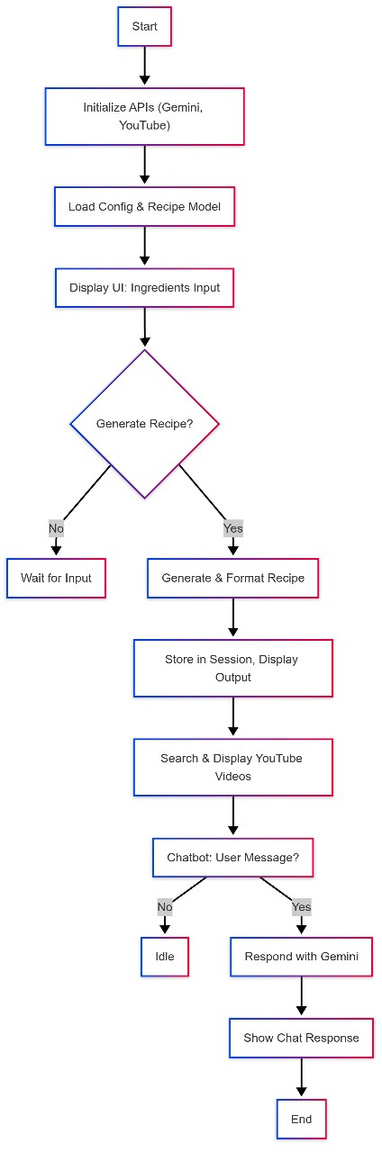 Start
Initialize APIs (Gemini,
YouTube)
Load Config & Recipe Model
Display UI: Ingredients Input
Generate Recipe?
No
Yes
Wait for Input
Generate & Format Recipe
Store in Session, Display
Output
Search & Display YouTube
Videos
Chatbot: User Message?
No
Yes
Idle
Respond with Gemini
Show Chat Response
End